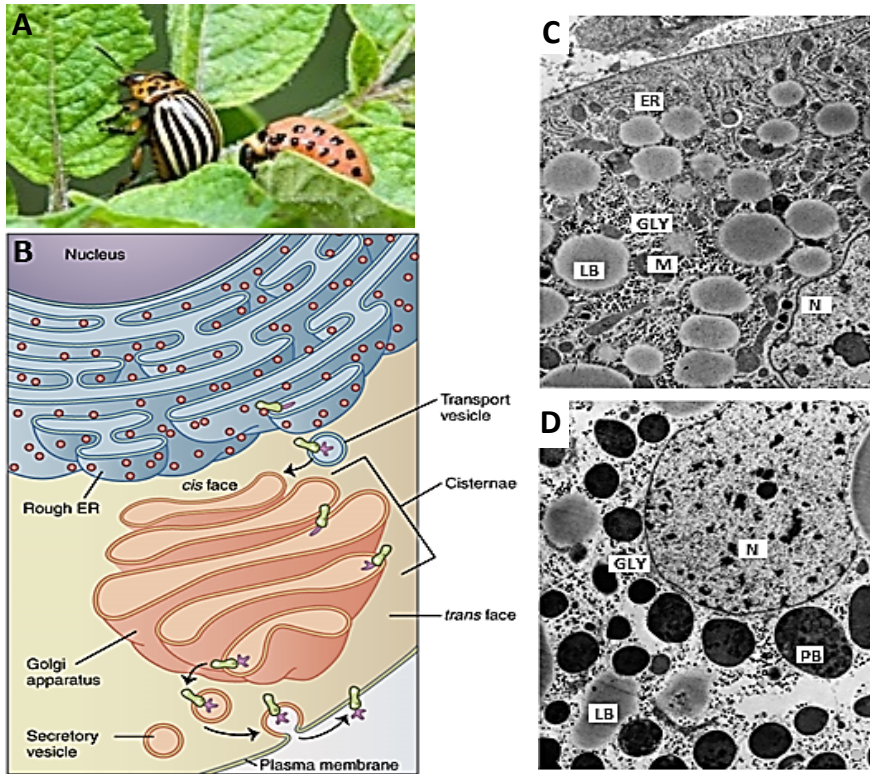 A
B
Nucleus
Transport
vesicle
cis face
Rough ER
Cisternae
trans face
Golgi
apparatus
Secretory
vesicle
Plasma membrane
C
ER
GLY
LB
M
N
D
N
GLY
PB
LB